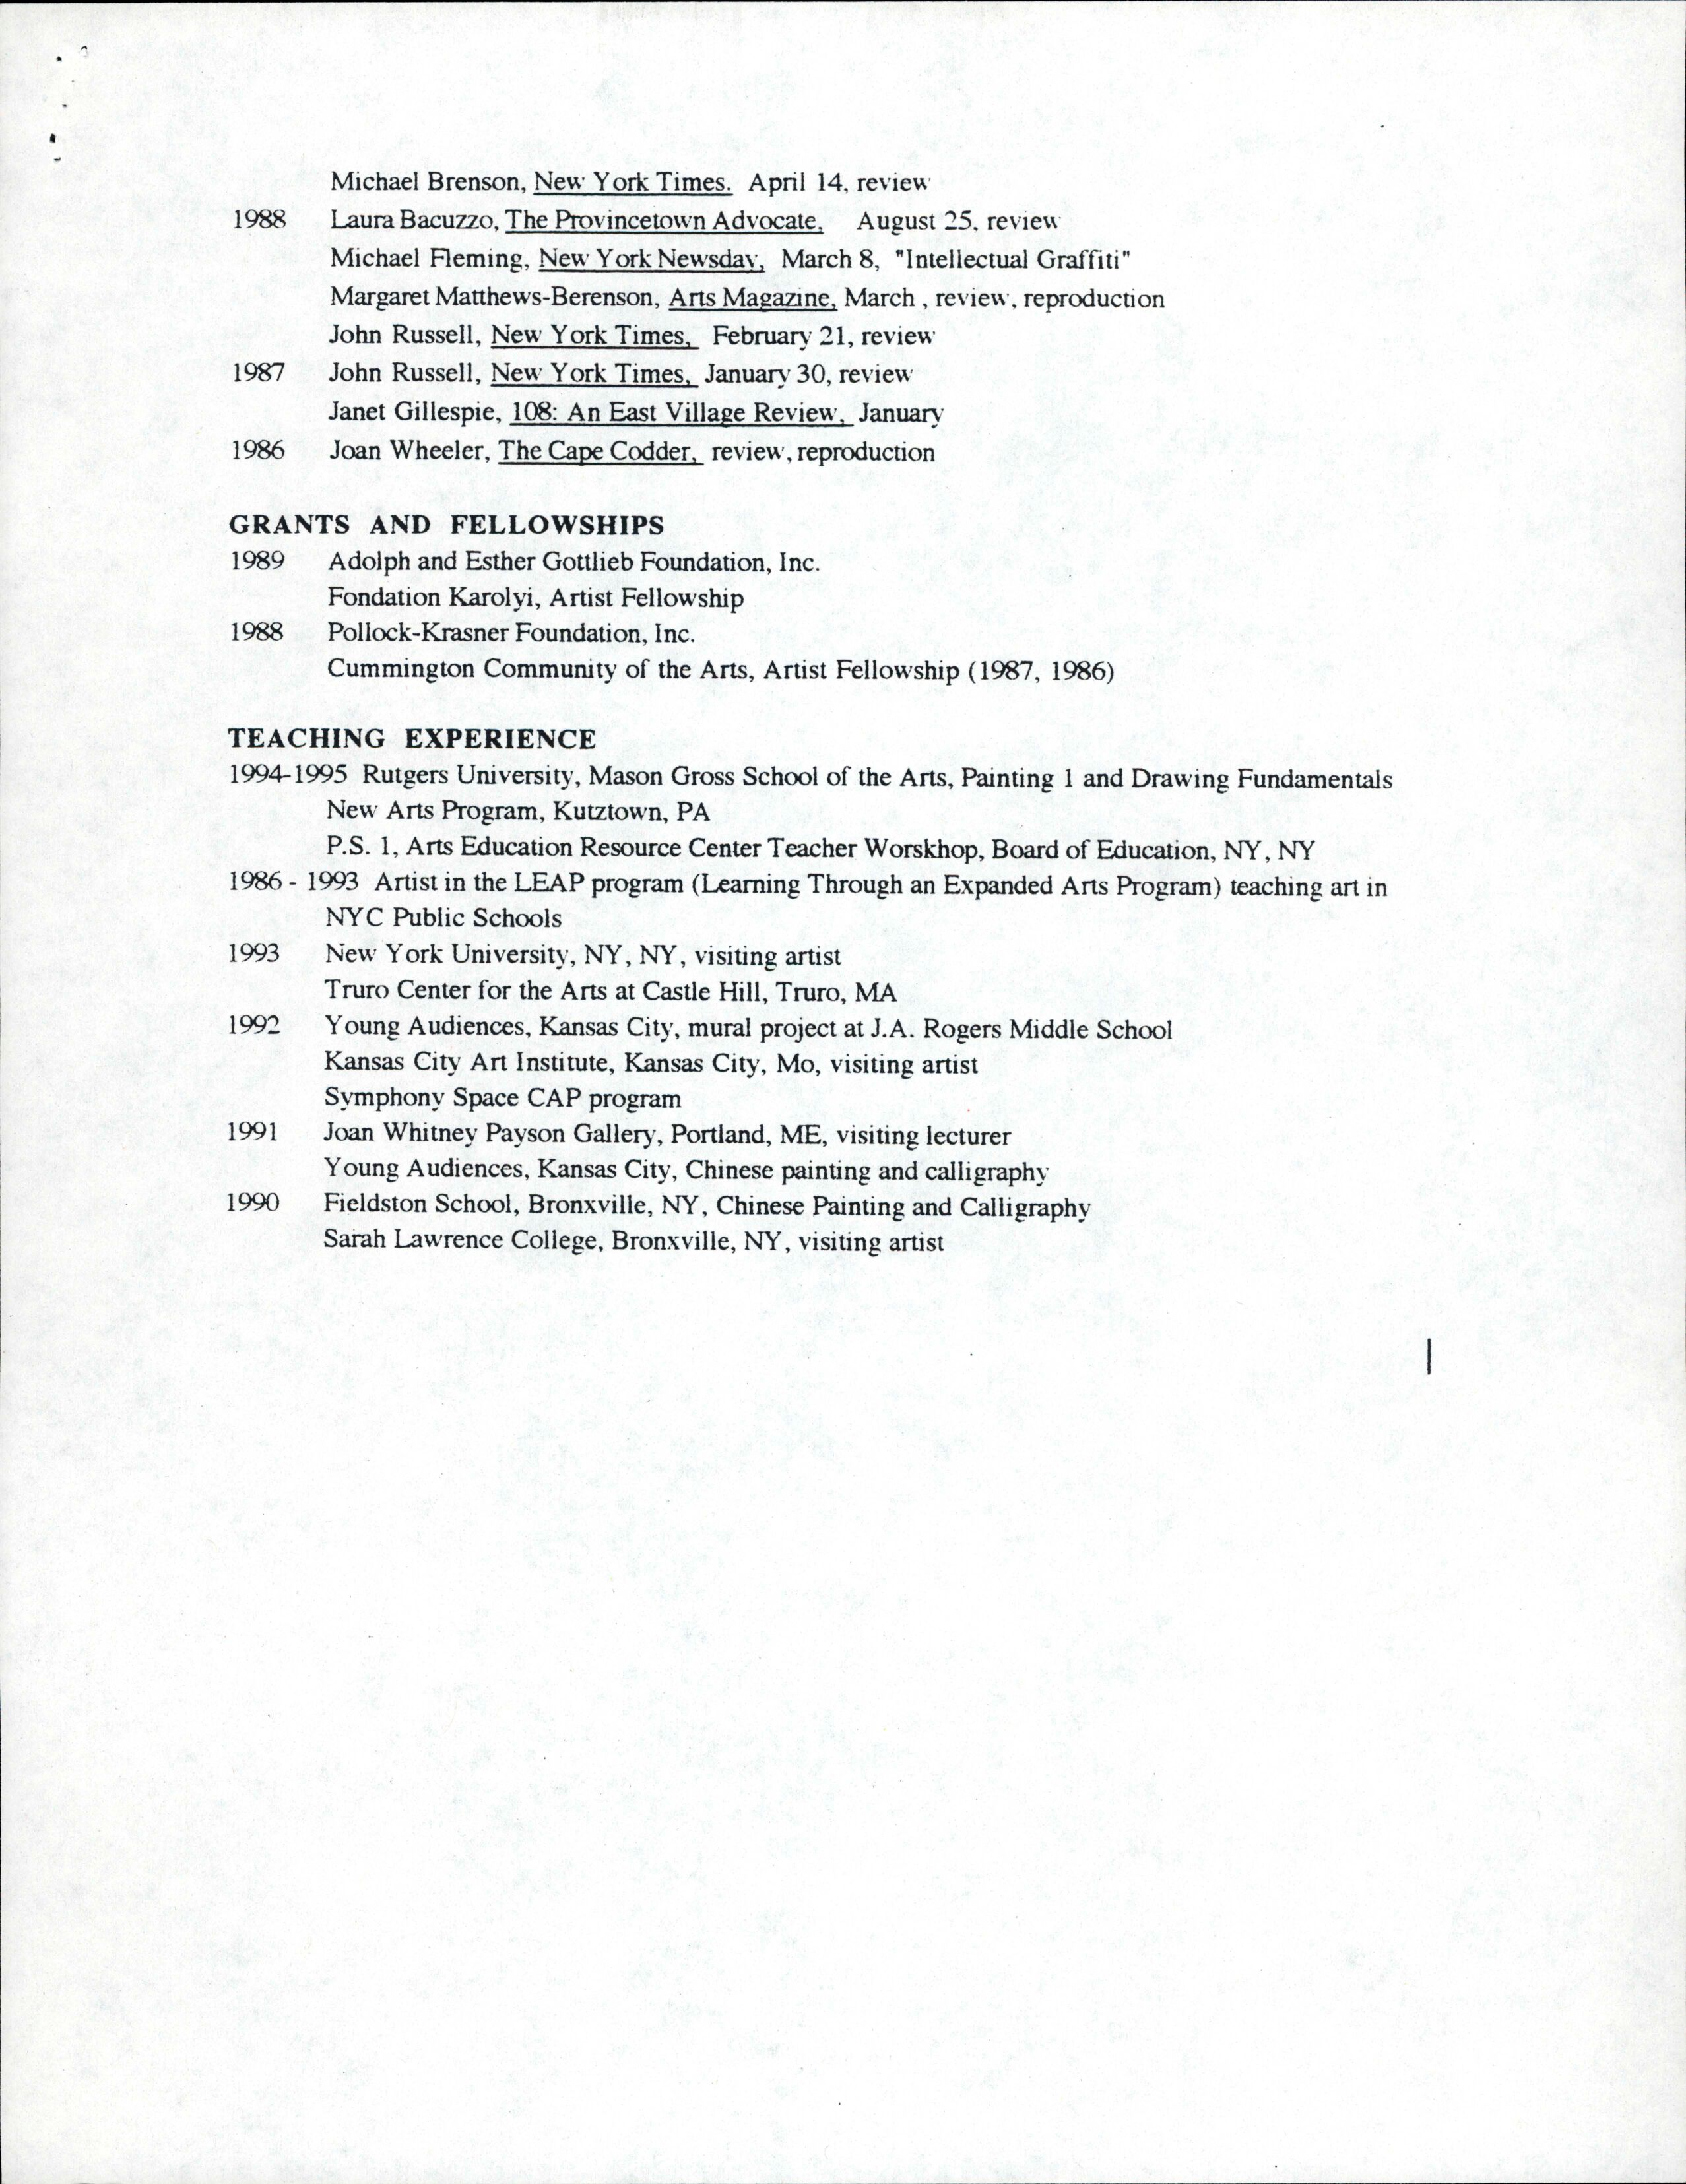 Michael Brenson, New York Times. April 14, review
1988 Laura Bacuzzo, The Provincetown Advocate, August 25, review
Michael Fleming, New York Newsday, March 8, "Intellectual Graffiti"
Margaret Matthews-Berenson, Arts Magazine, March , review, reproduction
John Russell, New York Times, February 21, review
1987 John Russell, New York Times, January 30, review
Janet Gillespie, 108: An East Village Review, January
1986 Joan Wheeler, The Cape Codder, review, reproduction
GRANTS AND FELLOWSHIPS
1989 Adolph and Esther Gottlieb Foundation, Inc.
Fondation Karolyi, Artist Fellowship
1988 Pollock-Krasner Foundation, Inc.
Cummington Community of the Arts, Artist Fellowship (1987, 1986)
TEACHING EXPERIENCE
1994-1995 Rutgers University, Mason Gross School of the Arts, Painting 1 and Drawing Fundamentals
New Arts Program, Kutztown, PA
P.S. 1, Arts Education Resource Center Teacher Worskhop, Board of Education, NY, NY
1986 - 1993 Artist in the LEAP program (Learning Through an Expanded Arts Program) teaching art in
NYC Public Schools
1993 New York University, NY, NY, visiting artist
Truro Center for the Arts at Castle Hill, Truro, MA
1992 Young Audiences, Kansas City, mural project at J.A. Rogers Middle School
Kansas City Art Institute, Kansas City, Mo, visiting artist
Symphony Space CAP program
1991 Joan Whitney Payson Gallery, Portland, ME, visiting lecturer
Young Audiences, Kansas City, Chinese painting and calligraphy
1990 Fieldston School, Bronxville, NY, Chinese Painting and Calligraphy
Sarah Lawrence College, Bronxville, NY, visiting artist